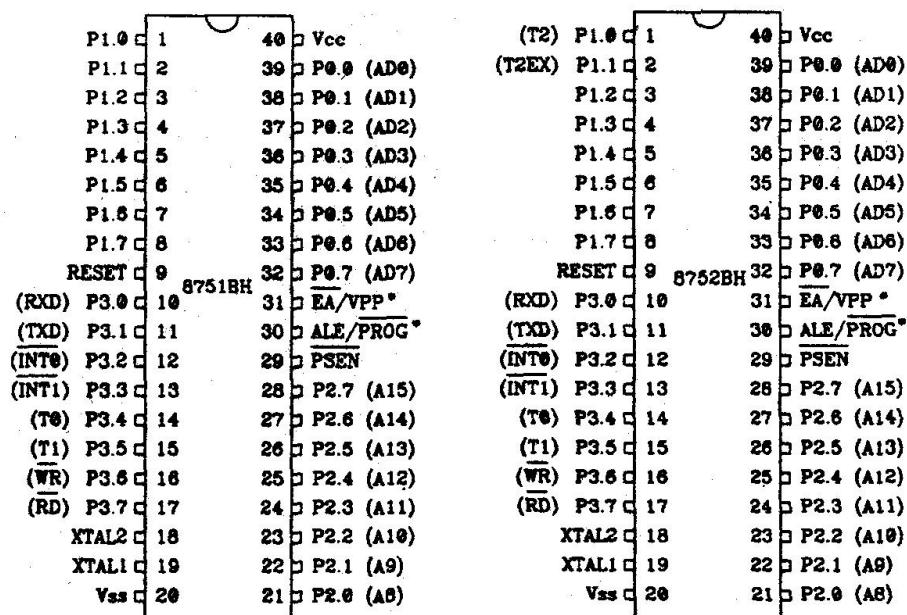 P1.0 1 40 Vcc
P1.1 2 39 P0.0 (AD0)
P1.2 3 38 P0.1 (AD1)
P1.3 4 37 P0.2 (AD2)
P1.4 5 36 P0.3 (AD3)
P1.5 6 35 P0.4 (AD4)
P1.6 7 34 P0.5 (AD5)
P1.7 8 33 P0.6 (AD6)
RESET 9 32 P0.7 (AD7)
8751BH
(RXD) P3.0 10 31 EA/VPP*
(TXD) P3.1 11 30 ALE/PROG*
(INT0) P3.2 12 29 PSEN
(INT1) P3.3 13 28 P2.7 (A15)
(T0) P3.4 14 27 P2.6 (A14)
(T1) P3.5 15 26 P2.5 (A13)
(WR) P3.6 16 25 P2.4 (A12)
(RD) P3.7 17 24 P2.3 (A11)
XTAL2 18 23 P2.2 (A10)
XTAL1 19 22 P2.1 (A9)
Vss 20 21 P2.0 (A8)
(T2) P1.0 1 40 Vcc
(T2EX) P1.1 2 39 P0.0 (AD0)
P1.2 3 38 P0.1 (AD1)
P1.3 4 37 P0.2 (AD2)
P1.4 5 36 P0.3 (AD3)
P1.5 6 35 P0.4 (AD4)
P1.6 7 34 P0.5 (AD5)
P1.7 8 33 P0.6 (AD6)
RESET 9 32 P0.7 (AD7)
8752BH
(RXD) P3.0 10 31 EA/VPP*
(TXD) P3.1 11 30 ALE/PROG*
(INT0) P3.2 12 29 PSEN
(INT1) P3.3 13 28 P2.7 (A15)
(T0) P3.4 14 27 P2.6 (A14)
(T1) P3.5 15 26 P2.5 (A13)
(WR) P3.6 16 25 P2.4 (A12)
(RD) P3.7 17 24 P2.3 (A11)
XTAL2 18 23 P2.2 (A10)
XTAL1 19 22 P2.1 (A9)
Vss 20 21 P2.0 (A8)